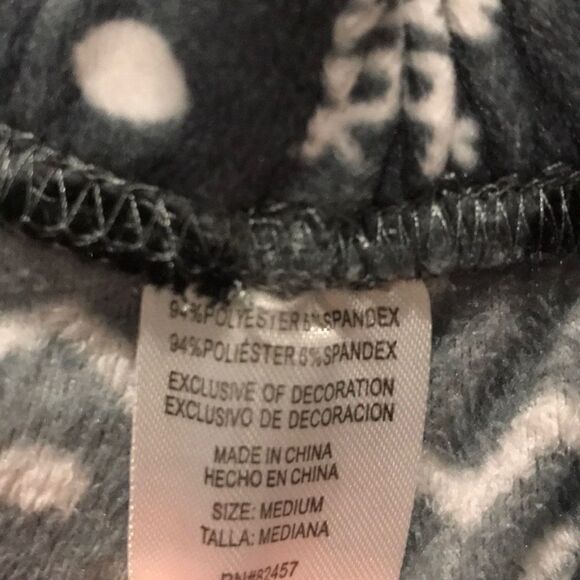 94%POLYESTER 6%SPANDEX
94%POLIÉSTER 6%SPANDEX
EXCLUSIVE OF DECORATION
EXCLUSIVO DE DECORACION
MADE IN CHINA
HECHO EN CHINA
SIZE: MEDIUM
TALLA: MEDIANA
RN#82457